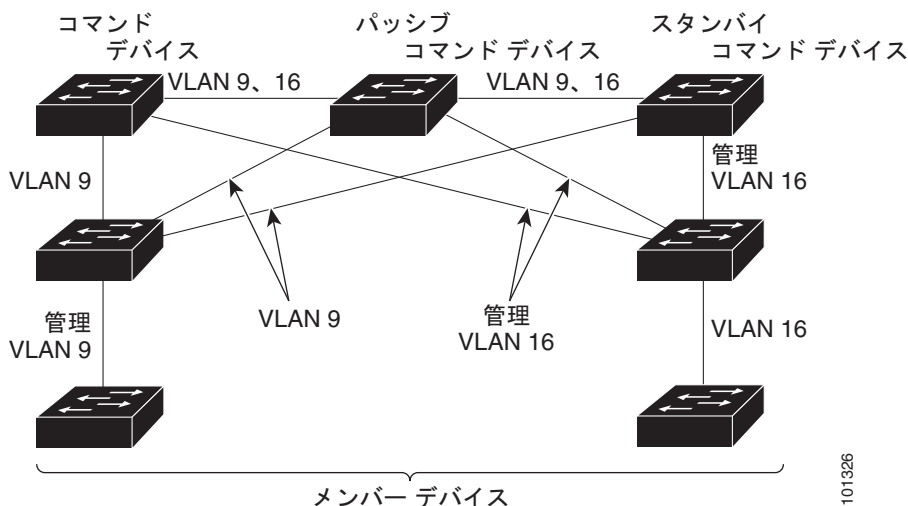 コマンド
デバイス
パッシブ
コマンド デバイス
スタンバイ
コマンド デバイス
VLAN 9、16
VLAN 9、16
VLAN 9
管理
VLAN 16
VLAN 9
管理
VLAN 16
管理
VLAN 9
VLAN 16
メンバー デバイス
101326